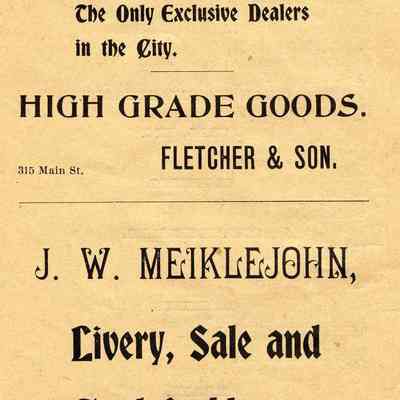 The Only Exclusive Dealers
in the City.
HIGH GRADE GOODS.
FLETCHER & SON.
315 Main St.
J. W. MEIKLEJOHN,
Livery, Sale and